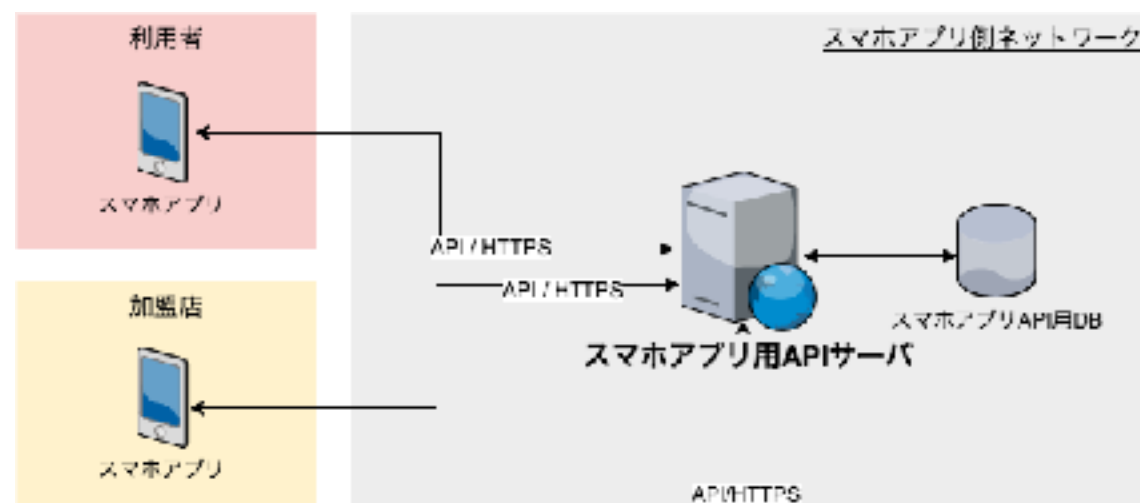 利用者
スマホアプリ側ネットワーク
スマホアプリ
API / HTTPS
API / HTTPS
加盟店
スマホアプリAPI用DB
スマホアプリ用APIサーバ
スマホアプリ
API/HTTPS